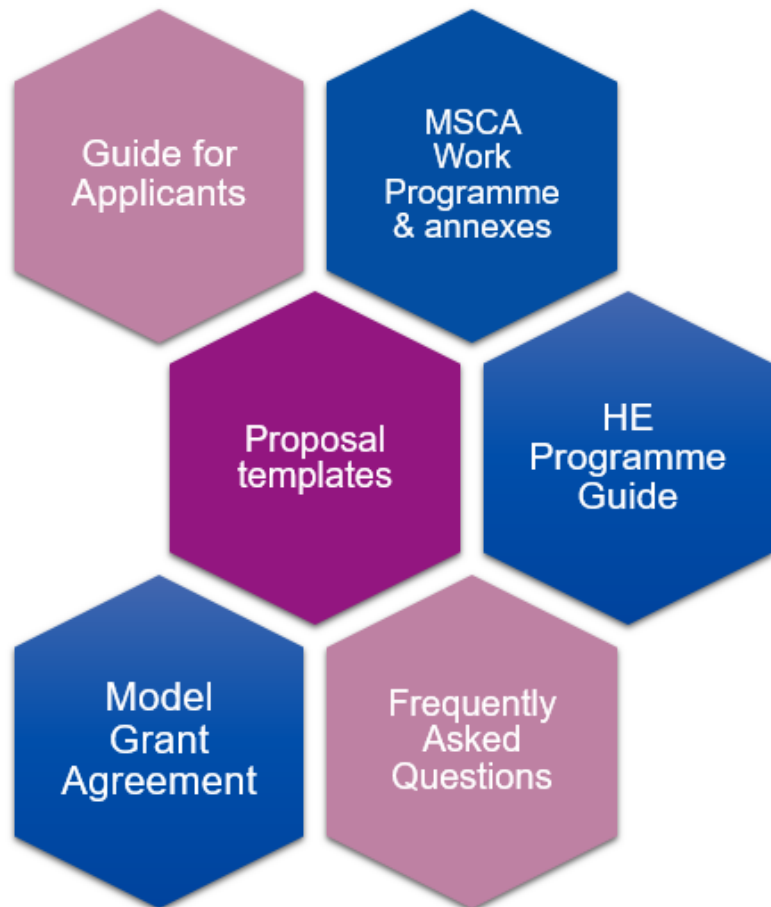 Guide for
Applicants
MSCA
Work
Programme
& annexes
Proposal
templates
HE
Programme
Guide
Model
Grant
Agreement
Frequently
Asked
Questions